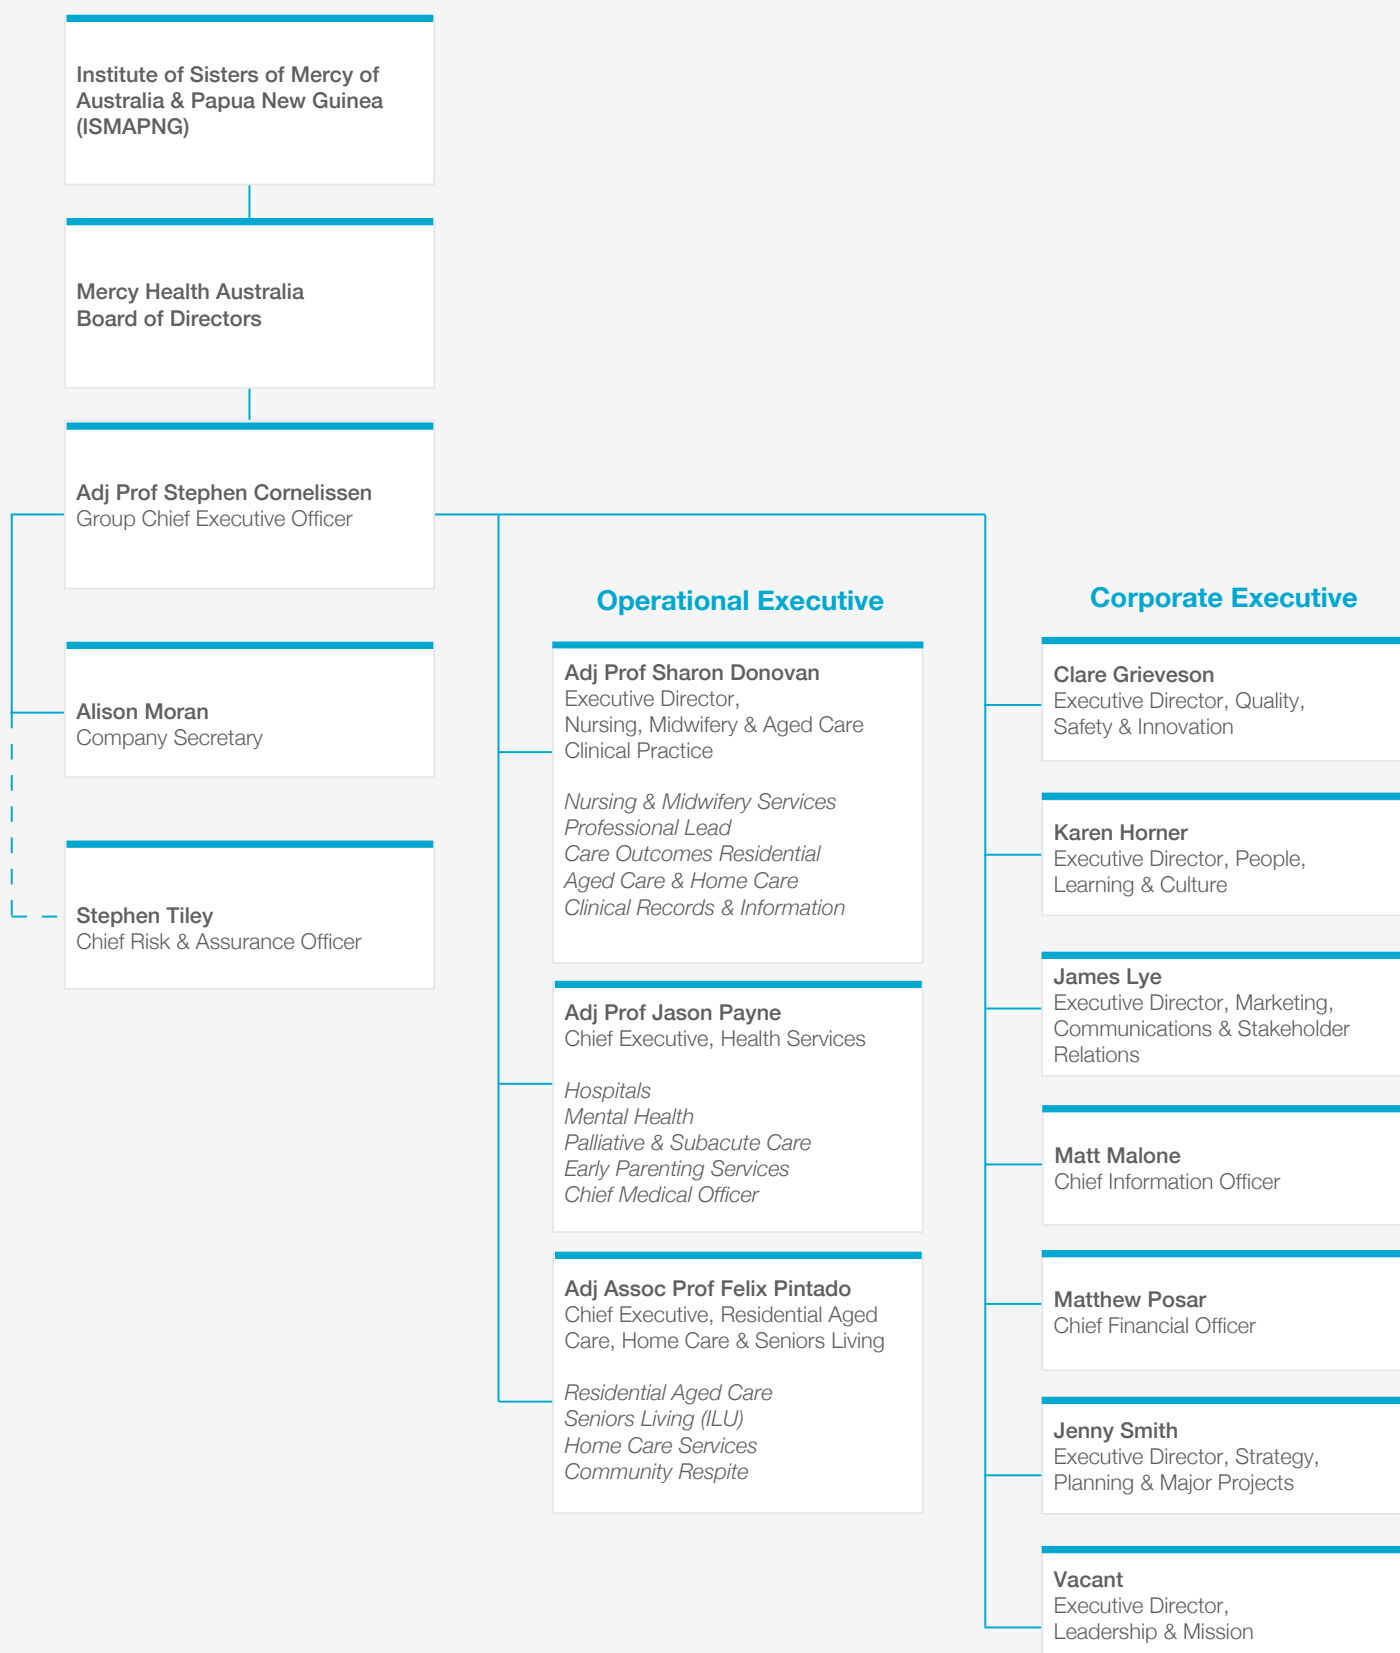 Institute of Sisters of Mercy of
Australia & Papua New Guinea
(ISMAPNG)
Mercy Health Australia
Board of Directors
Adj Prof Stephen Cornelissen
Group Chief Executive Officer
Alison Moran
Company Secretary
Stephen Tiley
Chief Risk & Assurance Officer
Operational Executive
Adj Prof Sharon Donovan
Executive Director,
Nursing, Midwifery & Aged Care
Clinical Practice
Nursing & Midwifery Services
Professional Lead
Care Outcomes Residential
Aged Care & Home Care
Clinical Records & Information
Adj Prof Jason Payne
Chief Executive, Health Services
Hospitals
Mental Health
Palliative & Subacute Care
Early Parenting Services
Chief Medical Officer
Adj Assoc Prof Felix Pintado
Chief Executive, Residential Aged
Care, Home Care & Seniors Living
Residential Aged Care
Seniors Living (ILU)
Home Care Services
Community Respite
Corporate Executive
Clare Grieveson
Executive Director, Quality,
Safety & Innovation
Karen Horner
Executive Director, People,
Learning & Culture
James Lye
Executive Director, Marketing,
Communications & Stakeholder
Relations
Matt Malone
Chief Information Officer
Matthew Posar
Chief Financial Officer
Jenny Smith
Executive Director, Strategy,
Planning & Major Projects
Vacant
Executive Director,
Leadership & Mission